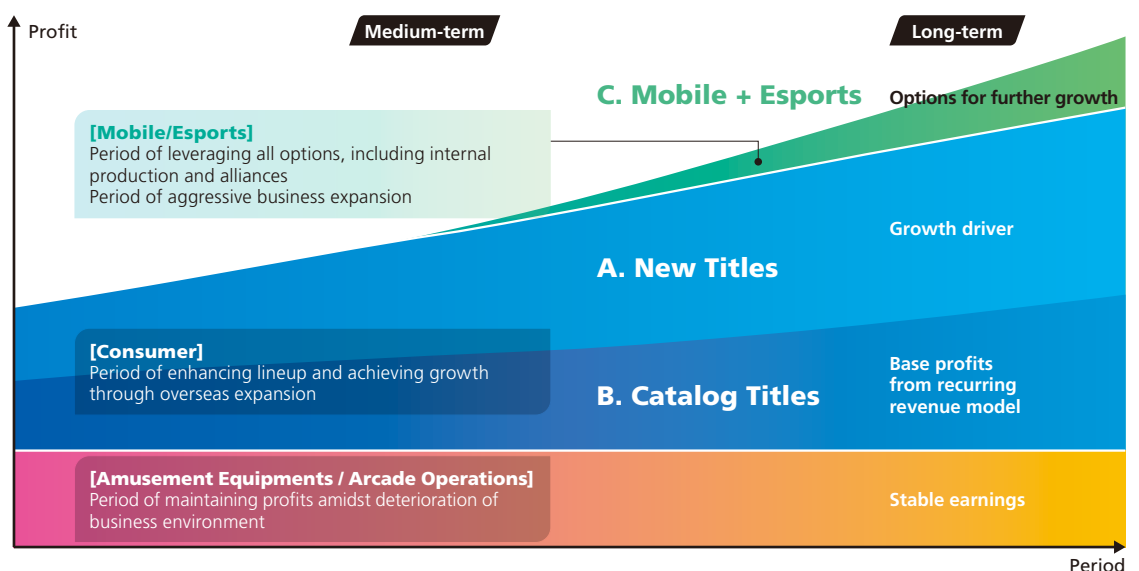 Profit
Medium-term
Long-term
C. Mobile + Esports
Options for further growth
[Mobile/Esports]
Period of leveraging all options, including internal
production and alliances
Period of aggressive business expansion
Growth driver
A. New Titles
[Consumer]
Period of enhancing lineup and achieving growth
through overseas expansion
B. Catalog Titles
Base profits
from recurring
revenue model
[Amusement Equipments / Arcade Operations]
Period of maintaining profits amidst deterioration of
business environment
Stable earnings
Period